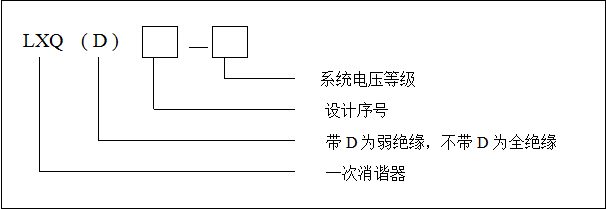 LXQ （D） □ — □
系统电压等级
设计序号
带D为弱绝缘，不带D为全绝缘
一次消谐器